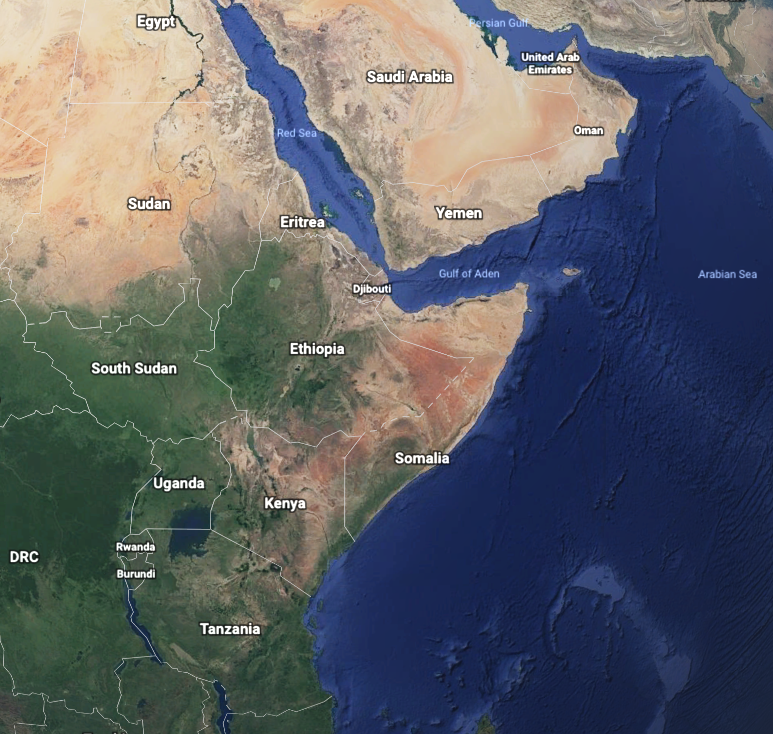 Persian Gulf
Egypt
United Arab
Emirates
Saudi Arabia
Oman
Red Sea
Sudan
Yemen
Eritrea
Gulf of Aden
Arabian Sea
Djibouti
Ethiopia
South Sudan
Somalia
Uganda
Kenya
Rwanda
DRC
Burundi
Tanzania